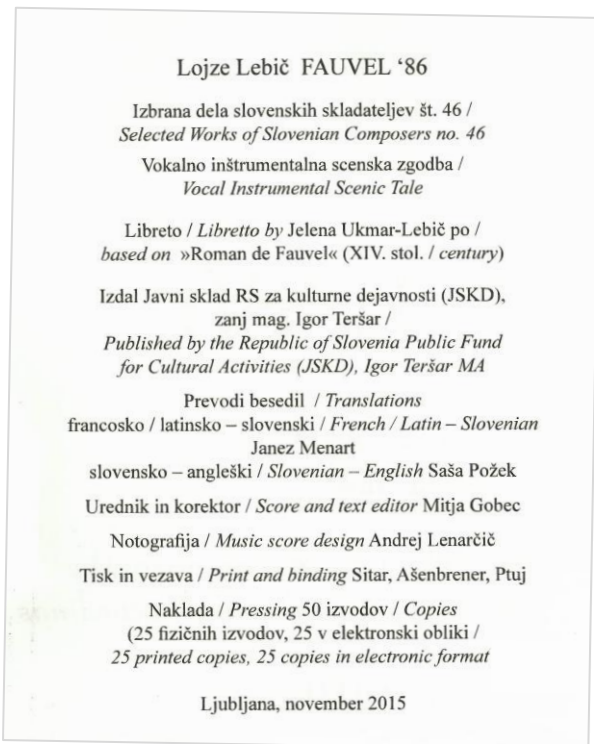 Lojze Lebič FAUVEL ‘86
Izbrana dela slovenskih skladateljev št. 46 /
Selected Works of Slovenian Composers no. 46
Vokalno inštrumentalna scenska zgodba /
Vocal Instrumental Scenic Tale
Libreto / Libretto by Jelena Ukmar-Lebič po /
based on »Roman de Fauvel« (XIV. stol. / century)
Izdal Javni sklad RS za kulturne dejavnosti (JSKD),
zanj mag. Igor Teršar /
Published by the Republic of Slovenia Public Fund
for Cultural Activities (JSKD), Igor Teršar MA
Prevodi besedil / Translations
francosko / latinsko – slovenski / French / Latin – Slovenian
Janez Menart
slovensko – angleški / Slovenian – English Saša Požek
Urednik in korektor / Score and text editor Mitja Gobec
Notografija / Music score design Andrej Lenarčič
Tisk in vezava / Print and binding Sitar, Ašenbrener, Ptuj
Naklada / Pressing 50 izvodov / Copies
(25 fizičnih izvodov, 25 v elektronski obliki /
25 printed copies, 25 copies in electronic format
Ljubljana, november 2015